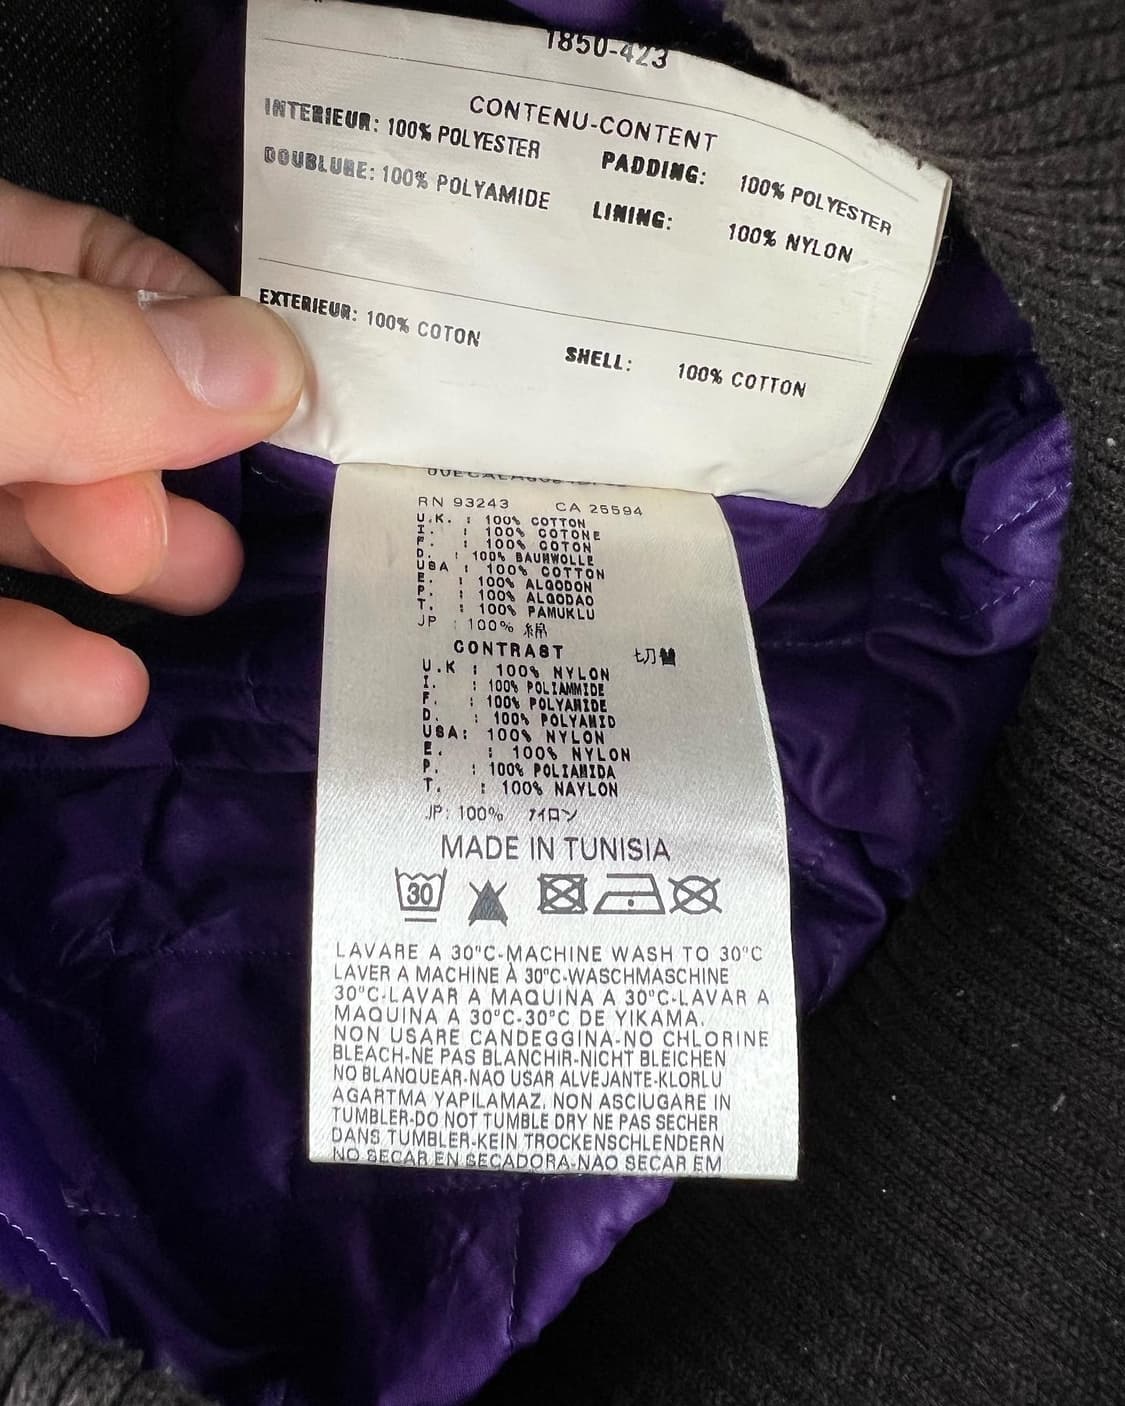 1850-423
CONTENU-CONTENT
INTERIEUR: 100% POLYESTER PADDING: 100% POLYESTER
DOUBLURE: 100% POLYAMIDE LINING: 100% NYLON
EXTERIEUR: 100% COTON SHELL: 100% COTTON
RN 93243 CA 25594
U.K. : 100% COTTON
I. : 100% COTONE
F. : 100% COTON
D. : 100% BAUMWOLLE
USA : 100% COTTON
E. : 100% ALGODON
P. : 100% ALGODAO
T. : 100% PAMUKLU
JP : 100% 綿
CONTRAST 切替
U.K : 100% NYLON
I. : 100% POLIAMMIDE
F. : 100% POLYAMIDE
D. : 100% POLYAMID
USA: 100% NYLON
E. : 100% NYLON
P. : 100% POLIAMIDA
T. : 100% NAYLON
JP: 100% ナイロン
MADE IN TUNISIA
30
LAVARE A 30°C-MACHINE WASH TO 30°C
LAVER A MACHINE À 30°C-WASCHMASCHINE
30°C-LAVAR A MAQUINA A 30°C-LAVAR A
MAQUINA A 30°C-30°C DE YIKAMA.
NON USARE CANDEGGINA-NO CHLORINE
BLEACH-NE PAS BLANCHIR-NICHT BLEICHEN
NO BLANQUEAR-NAO USAR ALVEJANTE-KLORLU
AGARTMA YAPILAMAZ. NON ASCIUGARE IN
TUMBLER-DO NOT TUMBLE DRY NE PAS SECHER
DANS TUMBLER-KEIN TROCKENSCHLENDERN
NO SECAR EN SECADORA-NAO SECAR EM